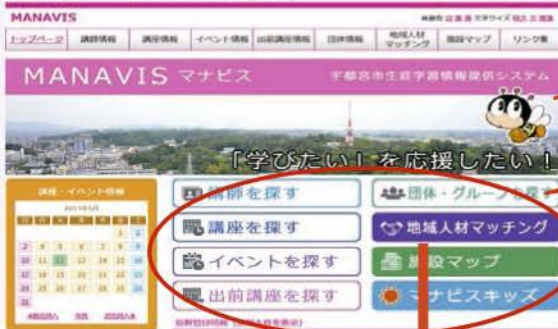 MANAVIS
トップページ 講師情報 講座情報 イベント情報 出前講座情報 団体情報 地域人材マッチング 施設マップ リンク集
MANAVIS マナビス 宇都宮市生涯学習情報提供システム
「学びたい」を応援したい！
講座・イベント情報
講師を探す
団体・グループを探す
講座を探す
地域人材マッチング
イベントを探す
施設マップ
出前講座を探す
マナビスキッズ